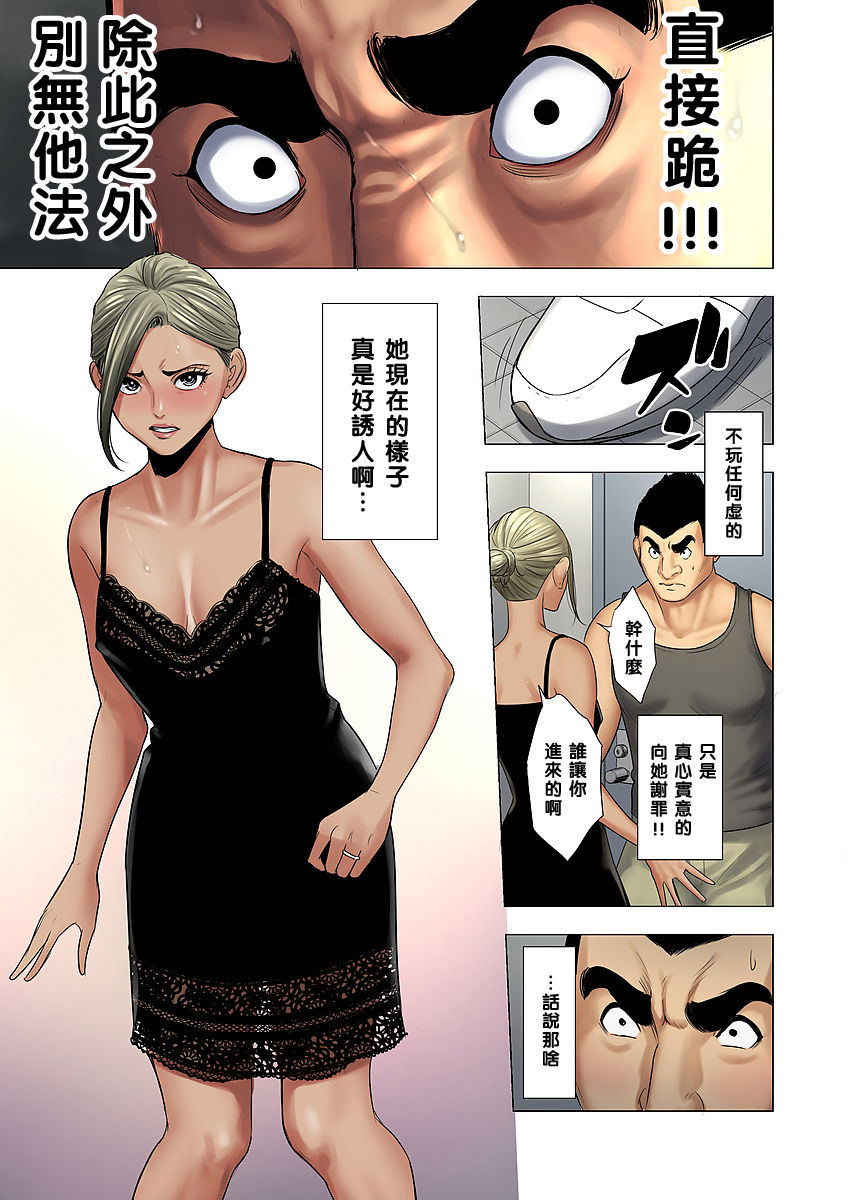 直接跪!!!
除此之外
別無他法
ズン
不玩任何虛的
幹什麼
只是
真心實意的
向她謝罪!!
誰讓你
進來的啊
…話說那啥
她現在的樣子
真是好誘人啊…